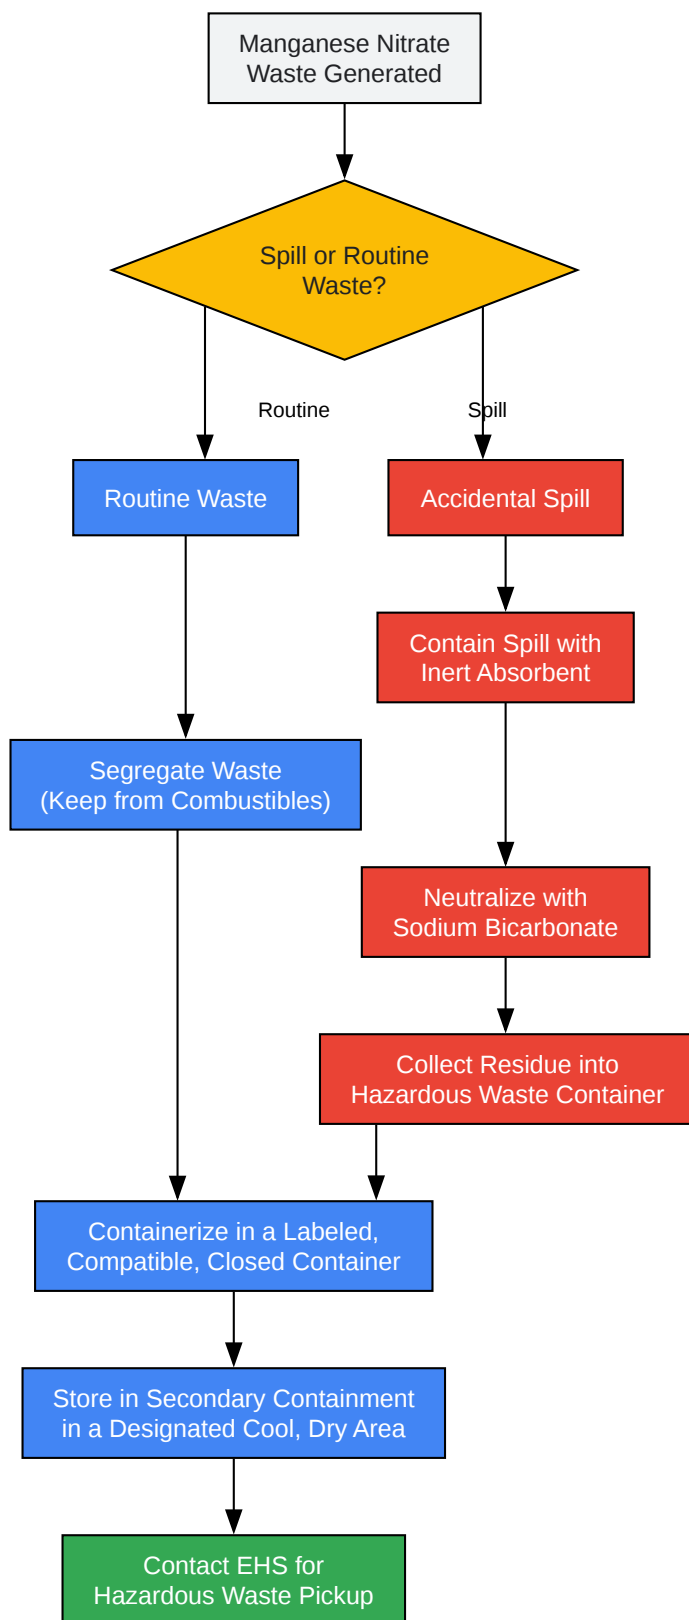 Manganese Nitrate
Waste Generated
Spill or Routine
Waste?
Routine
Spill
Routine Waste
Accidental Spill
Contain Spill with
Inert Absorbent
Segregate Waste
(Keep from Combustibles)
Neutralize with
Sodium Bicarbonate
Collect Residue into
Hazardous Waste Container
Containerize in a Labeled,
Compatible, Closed Container
Store in Secondary Containment
in a Designated Cool, Dry Area
Contact EHS for
Hazardous Waste Pickup